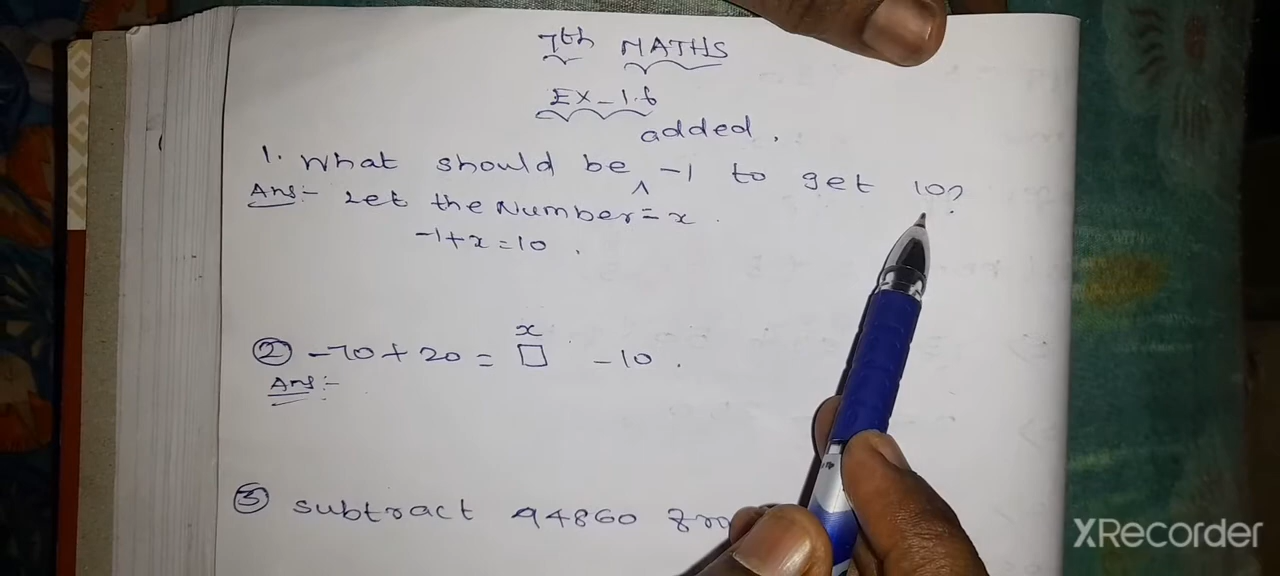 7th MATHS
EX-1.6
added,
1. What should be ^ -1 to get 10?
Ans:- Let the Number = x.
-1+x=10.
x
② -70+20 = □ -10.
Ans:-
③ subtract 94860
XRecorder